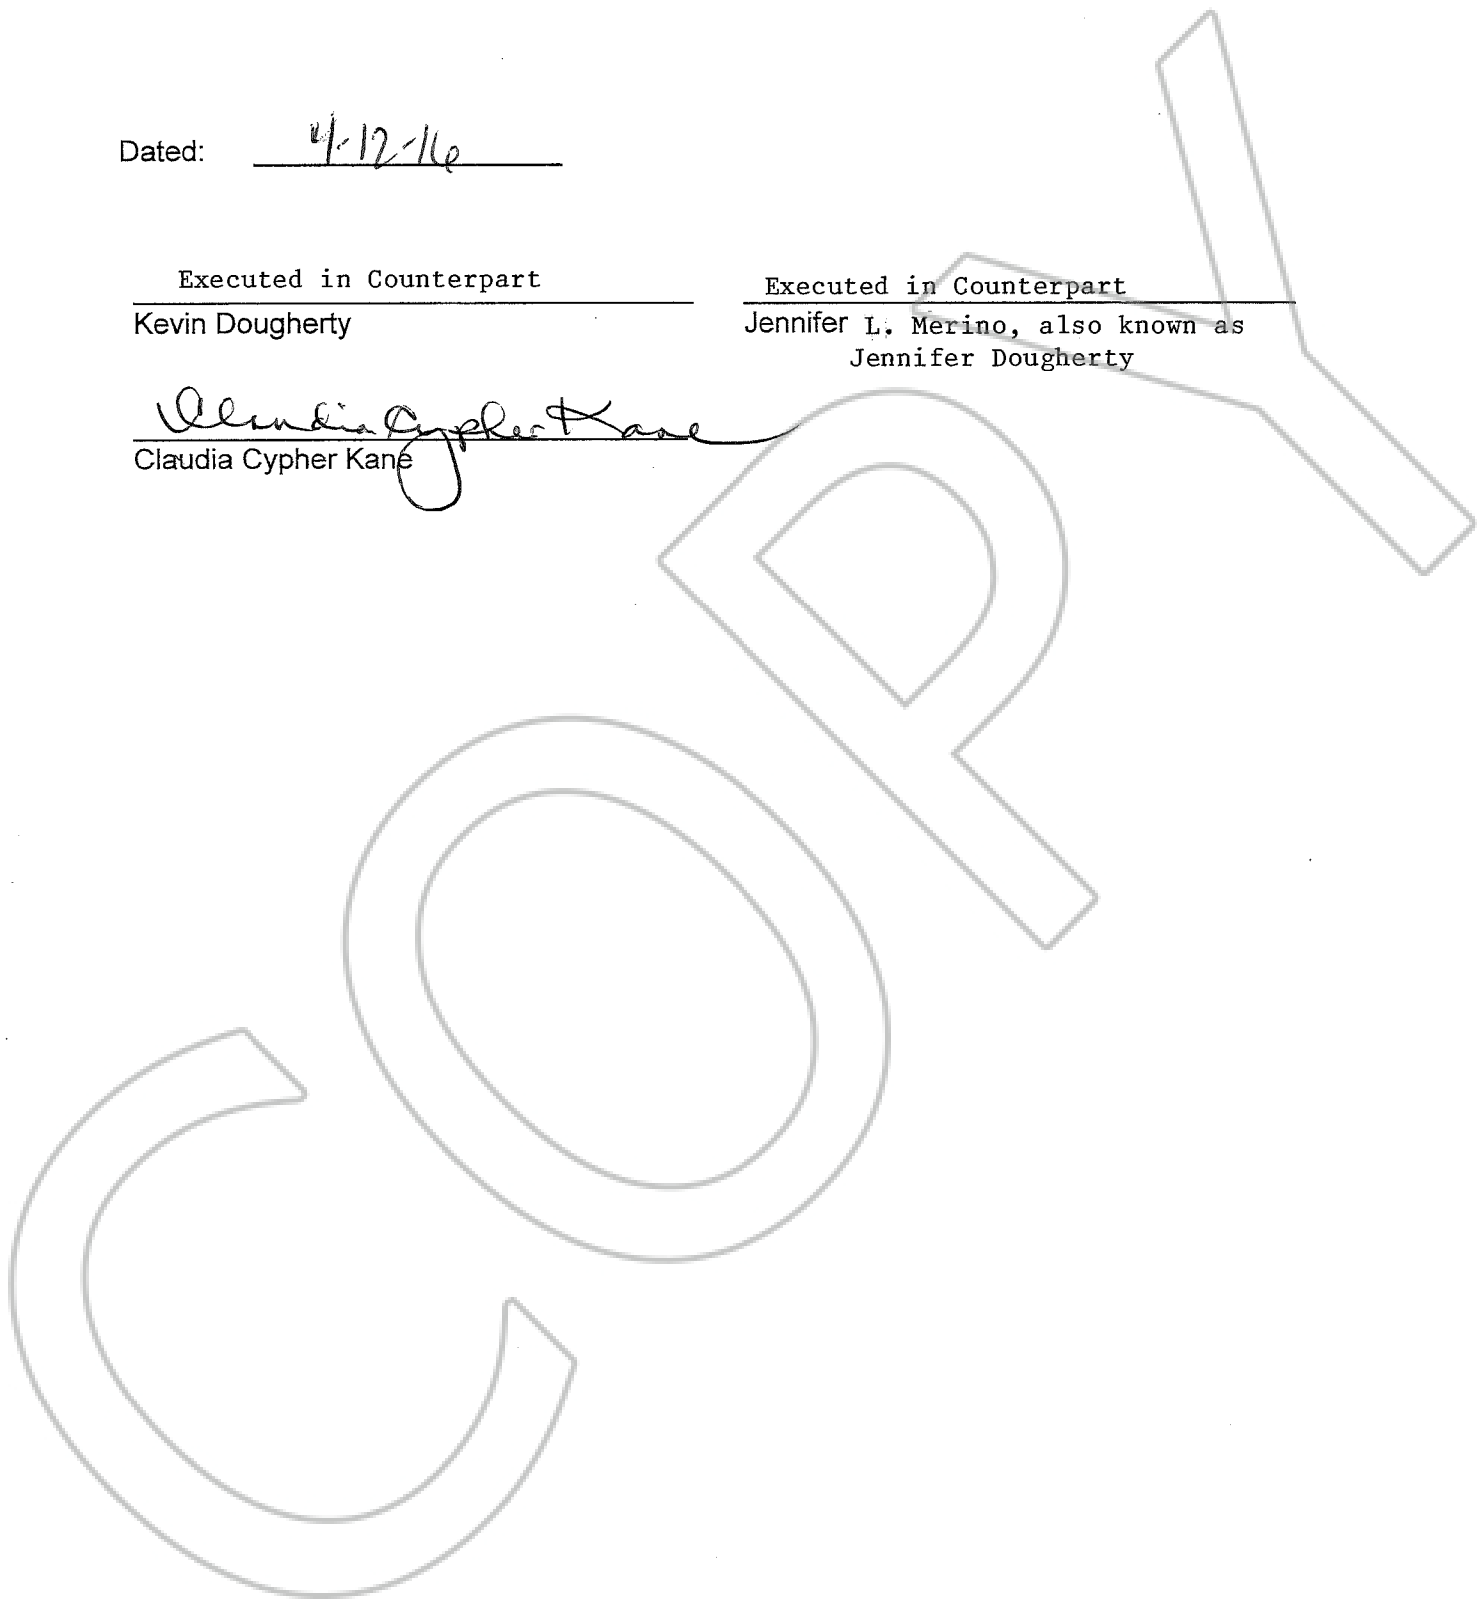 Dated: 4-12-16
Executed in Counterpart
Kevin Dougherty
Executed in Counterpart
Jennifer L. Merino, also known as
Jennifer Dougherty
Claudia Cypher Kane
Claudia Cypher Kane
COPY